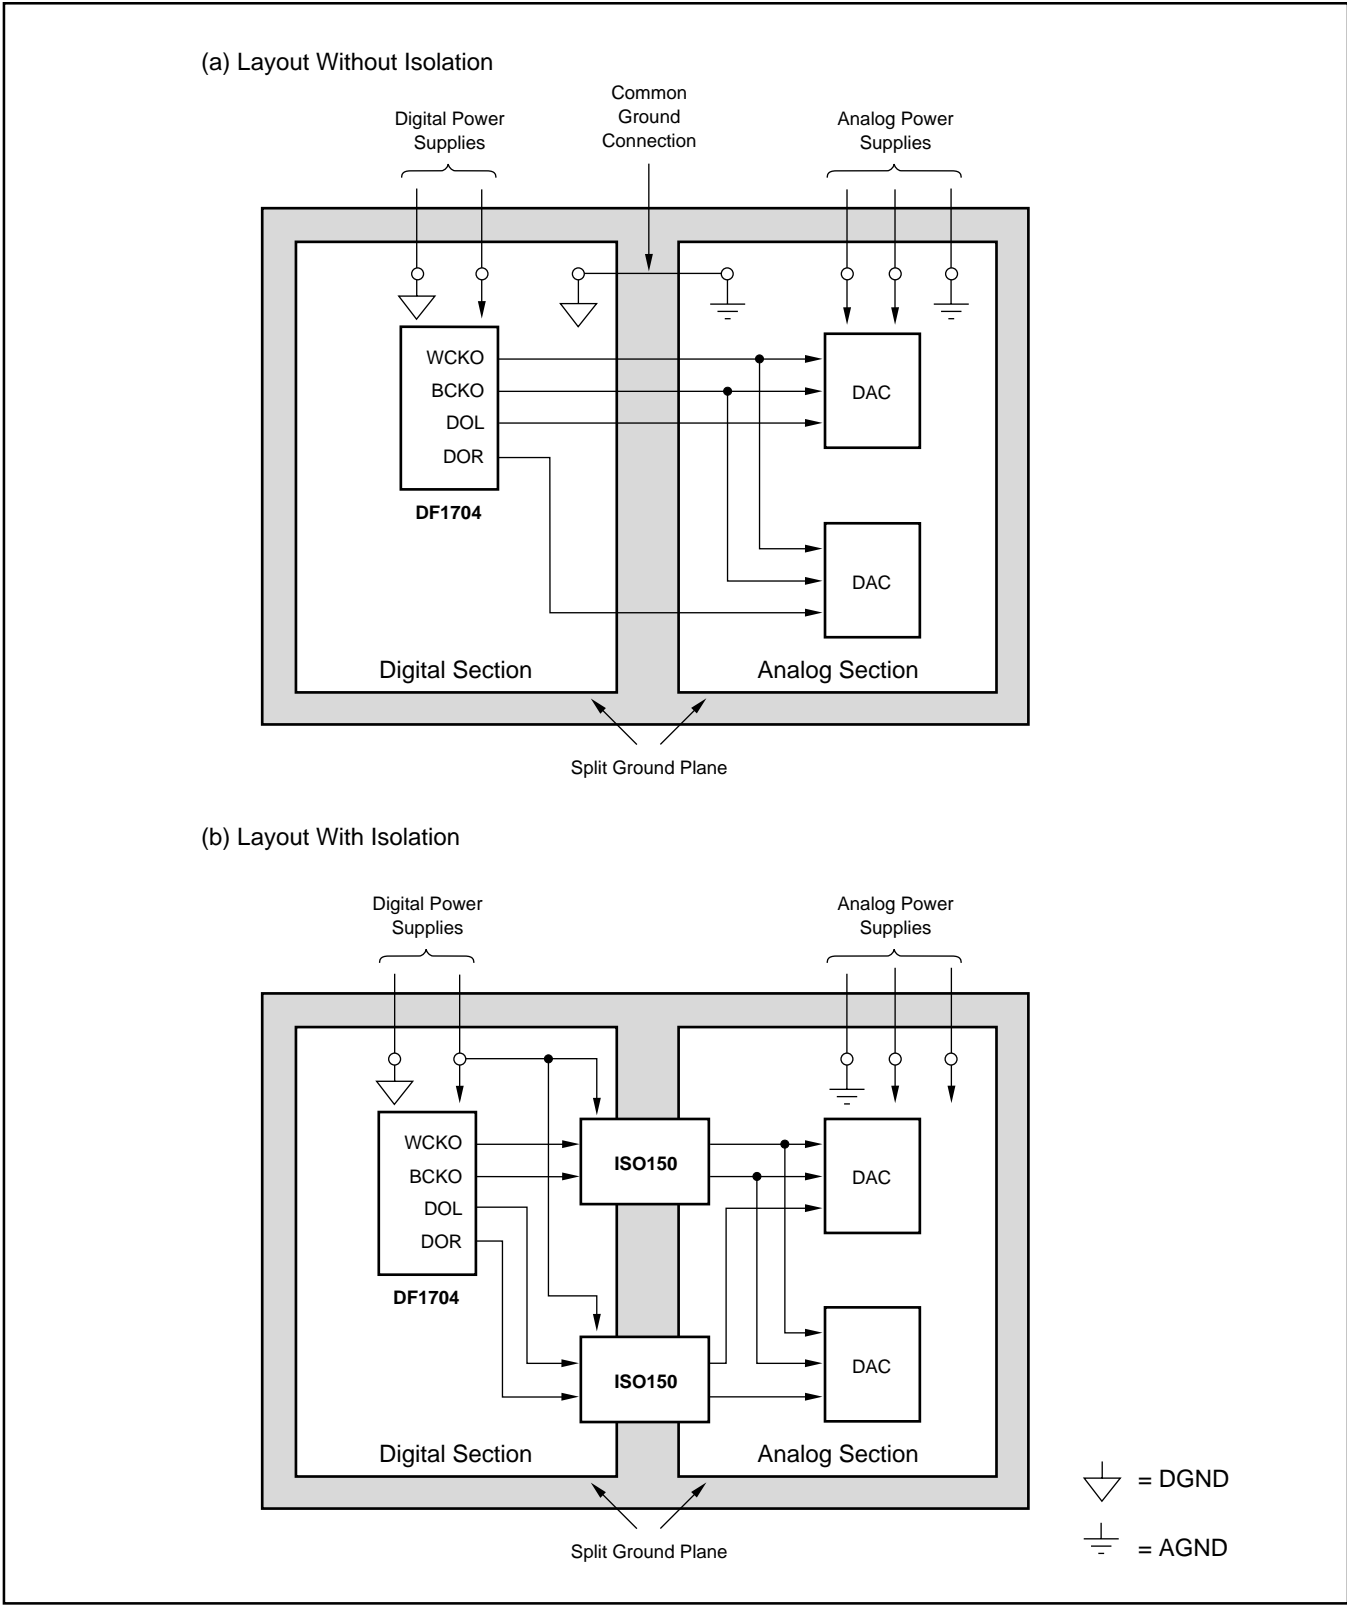 (a) Layout Without Isolation
Common
Ground
Connection
Digital Power
Supplies
Analog Power
Supplies
WCKO
BCKO
DOL
DOR
DF1704
DAC
DAC
Digital Section
Analog Section
Split Ground Plane
(b) Layout With Isolation
Digital Power
Supplies
Analog Power
Supplies
WCKO
BCKO
DOL
DOR
DF1704
ISO150
DAC
ISO150
DAC
Digital Section
Analog Section
Split Ground Plane
= DGND
= AGND